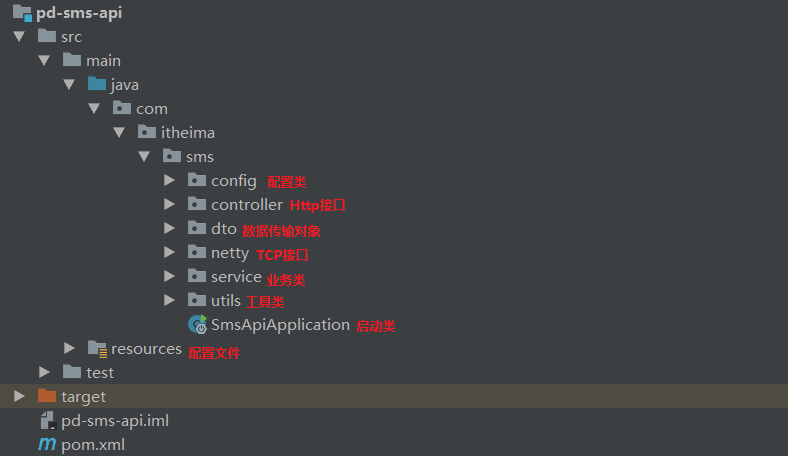 pd-sms-api
src
main
java
com
itheima
sms
config 配置类
controller Http接口
dto 数据传输对象
netty TCP接口
service 业务类
utils 工具类
SmsApiApplication 启动类
resources 配置文件
test
target
pd-sms-api.iml
m pom.xml